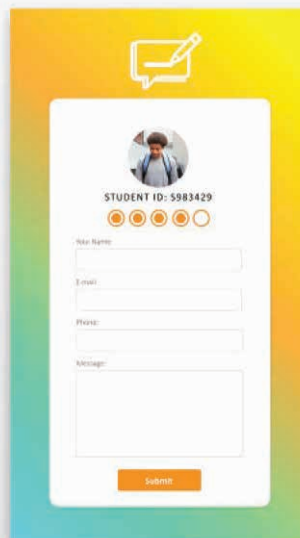 STUDENT ID: 5983429
Your Name:
E-mail:
Phone:
Message:
Submit